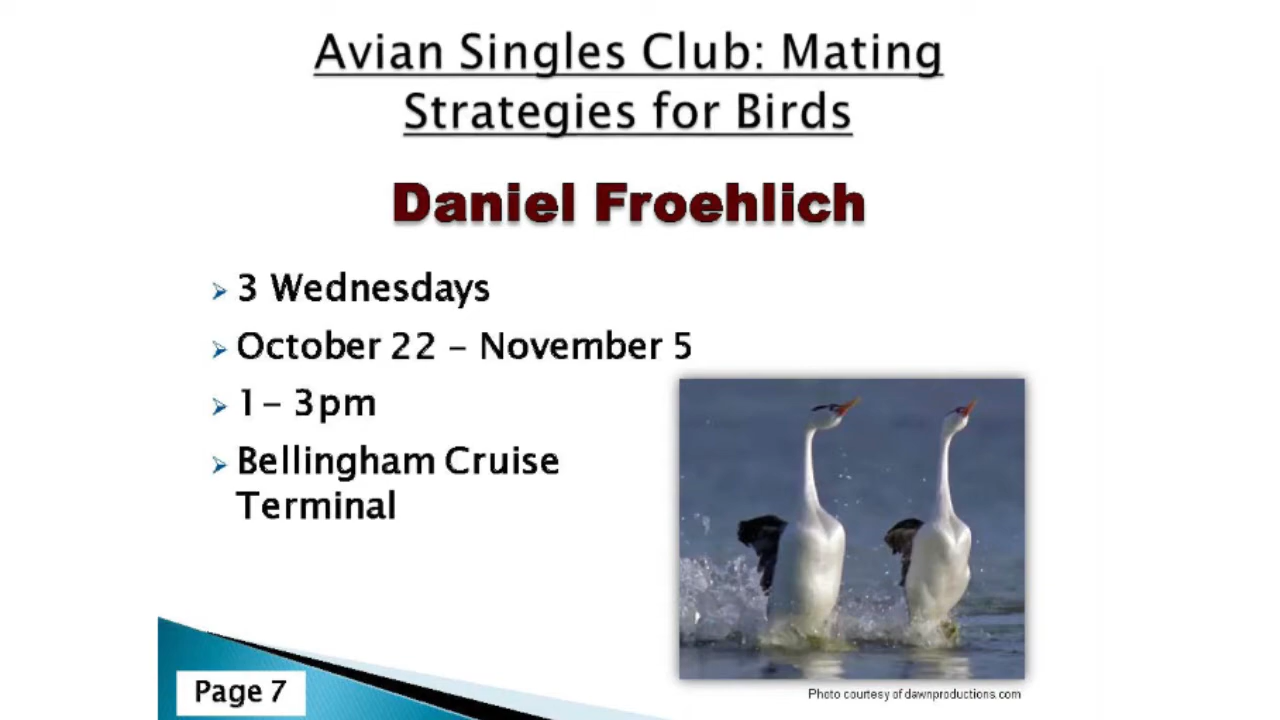 Avian Singles Club: Mating
Strategies for Birds
Daniel Froehlich
3 Wednesdays
October 22 – November 5
1– 3pm
Bellingham Cruise
Terminal
Photo courtesy of dawnproductions.com
Page 7